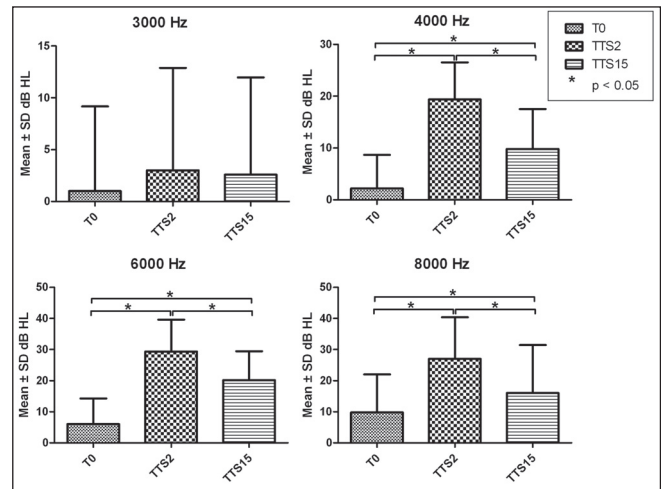 3000 Hz
Mean ± SD dB HL
15
10
5
0
T0
TTS2
TTS15
4000 Hz
Mean ± SD dB HL
30
20
10
0
*
* *
T0
TTS2
TTS15
T0
TTS2
TTS15
* p < 0.05
6000 Hz
Mean ± SD dB HL
50
40
30
20
10
0
*
* *
T0
TTS2
TTS15
8000 Hz
Mean ± SD dB HL
50
40
30
20
10
0
*
* *
T0
TTS2
TTS15